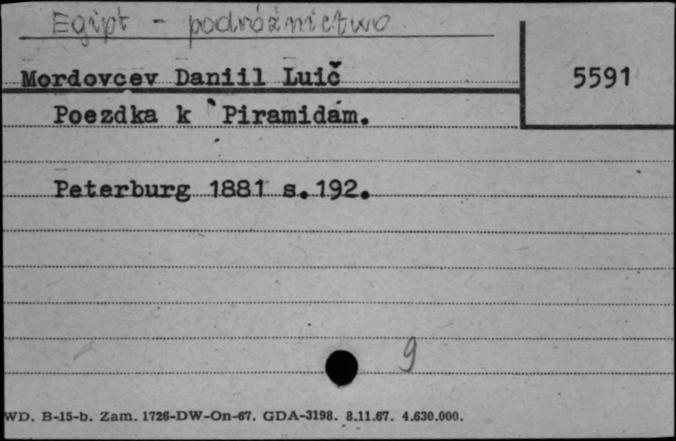 Egipt - podróżnictwo
Mordovcev Daniil Luič
5591
Poezdka k Piramidám.
Peterburg 1881 s.192.
9
WD. B-15-b. Zam. 1726-DW-On-67. GDA-3198. 8.11.67. 4.630.000.